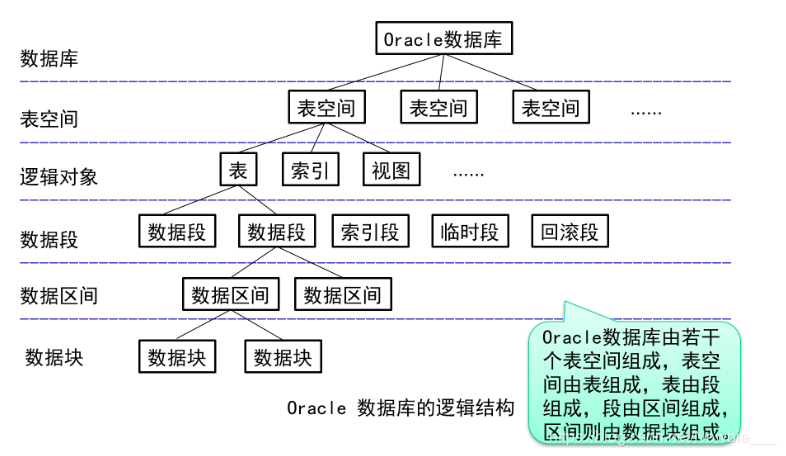 Oracle数据库
数据库
表空间 表空间 表空间 ……
表空间
表 索引 视图 ……
逻辑对象
数据段 数据段 索引段 临时段 回滚段
数据段
数据区间 数据区间
数据区间
数据块 数据块
数据块
Oracle数据库由若干
个表空间组成，表空
间由表组成，表由段
组成，段由区间组成，
区间则由数据块组成。
Oracle 数据库的逻辑结构